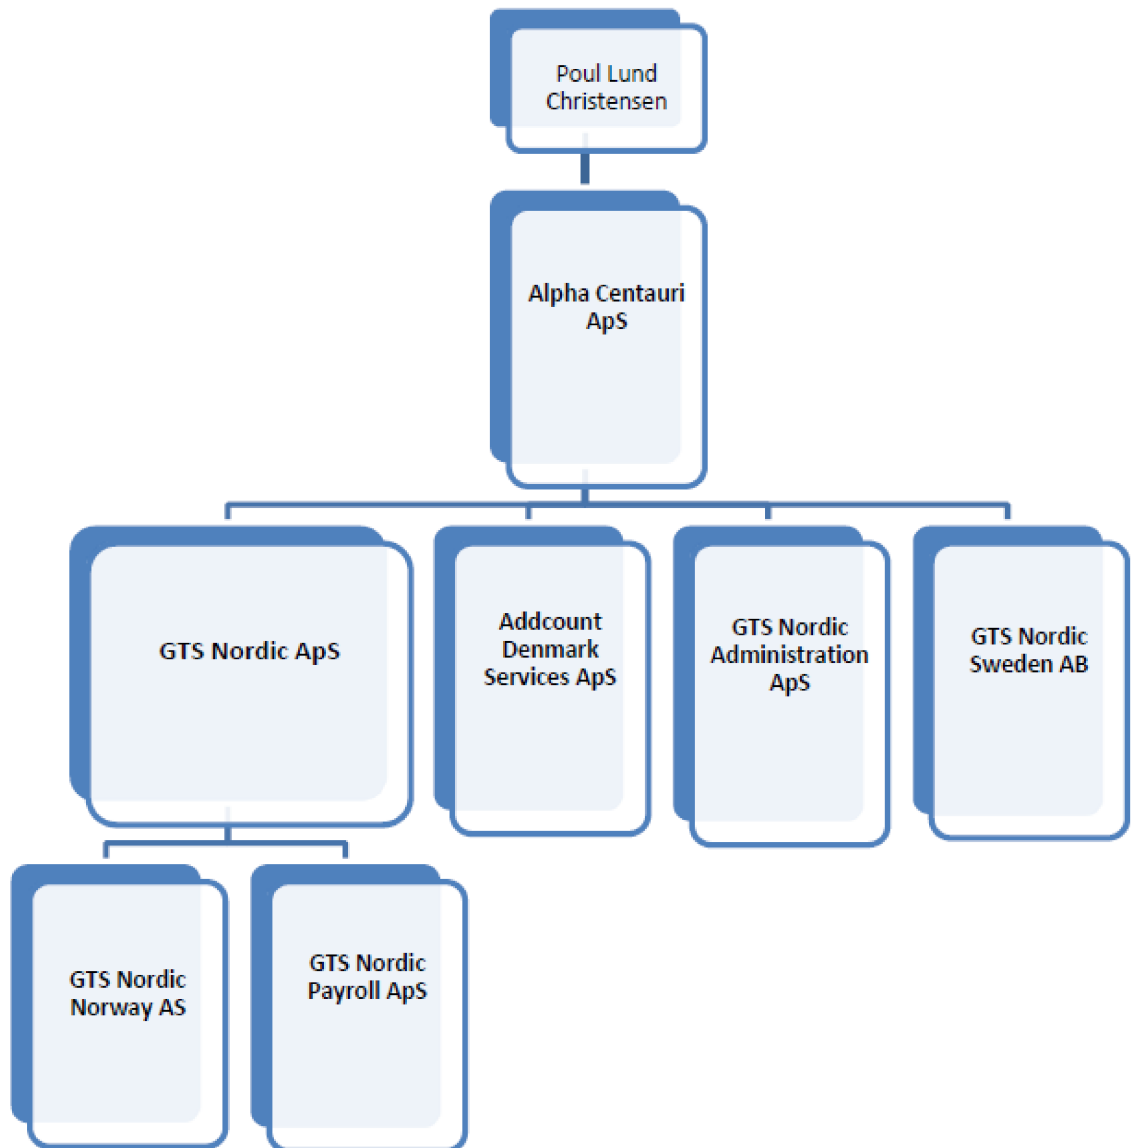 Poul Lund
Christensen
Alpha Centauri
ApS
GTS Nordic ApS
Addcount
Denmark
Services ApS
GTS Nordic
Administration
ApS
GTS Nordic
Sweden AB
GTS Nordic
Norway AS
GTS Nordic
Payroll ApS